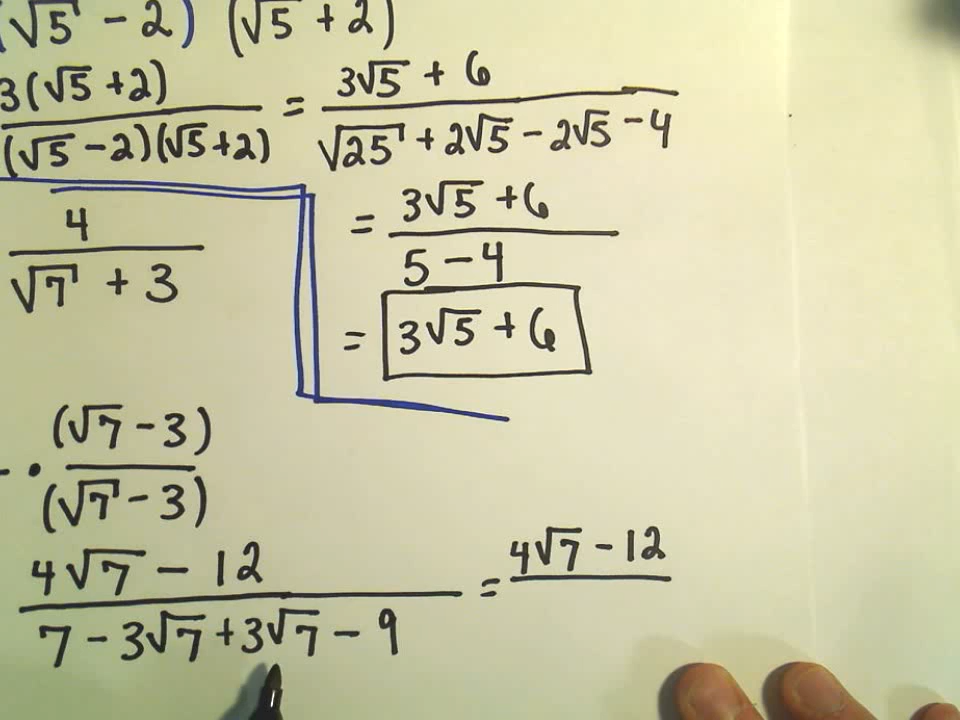 (√5 - 2) (√5 + 2)
3(√5 + 2) / (√5 - 2)(√5 + 2) = 3√5 + 6 / √25 + 2√5 - 2√5 - 4
= 3√5 + 6 / 5 - 4
4 / √7 + 3
= 3√5 + 6
- · (√7 - 3) / (√7 - 3)
4√7 - 12 / 7 - 3√7 + 3√7 - 9 = 4√7 - 12